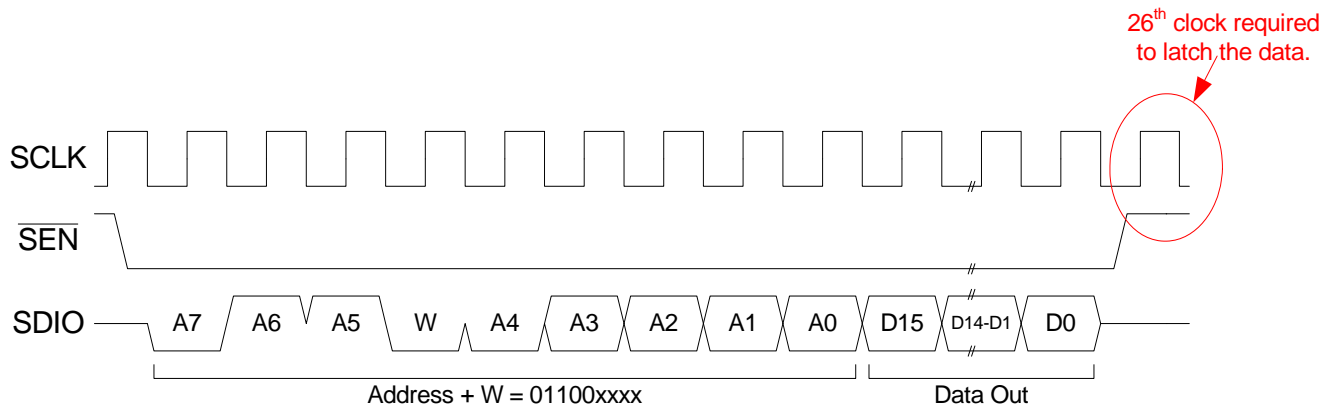 26th clock required
to latch the data.
SCLK
SEN
SDIO
A7 A6 A5 W A4 A3 A2 A1 A0 D15 D14-D1 D0
Address + W = 01100xxxx
Data Out